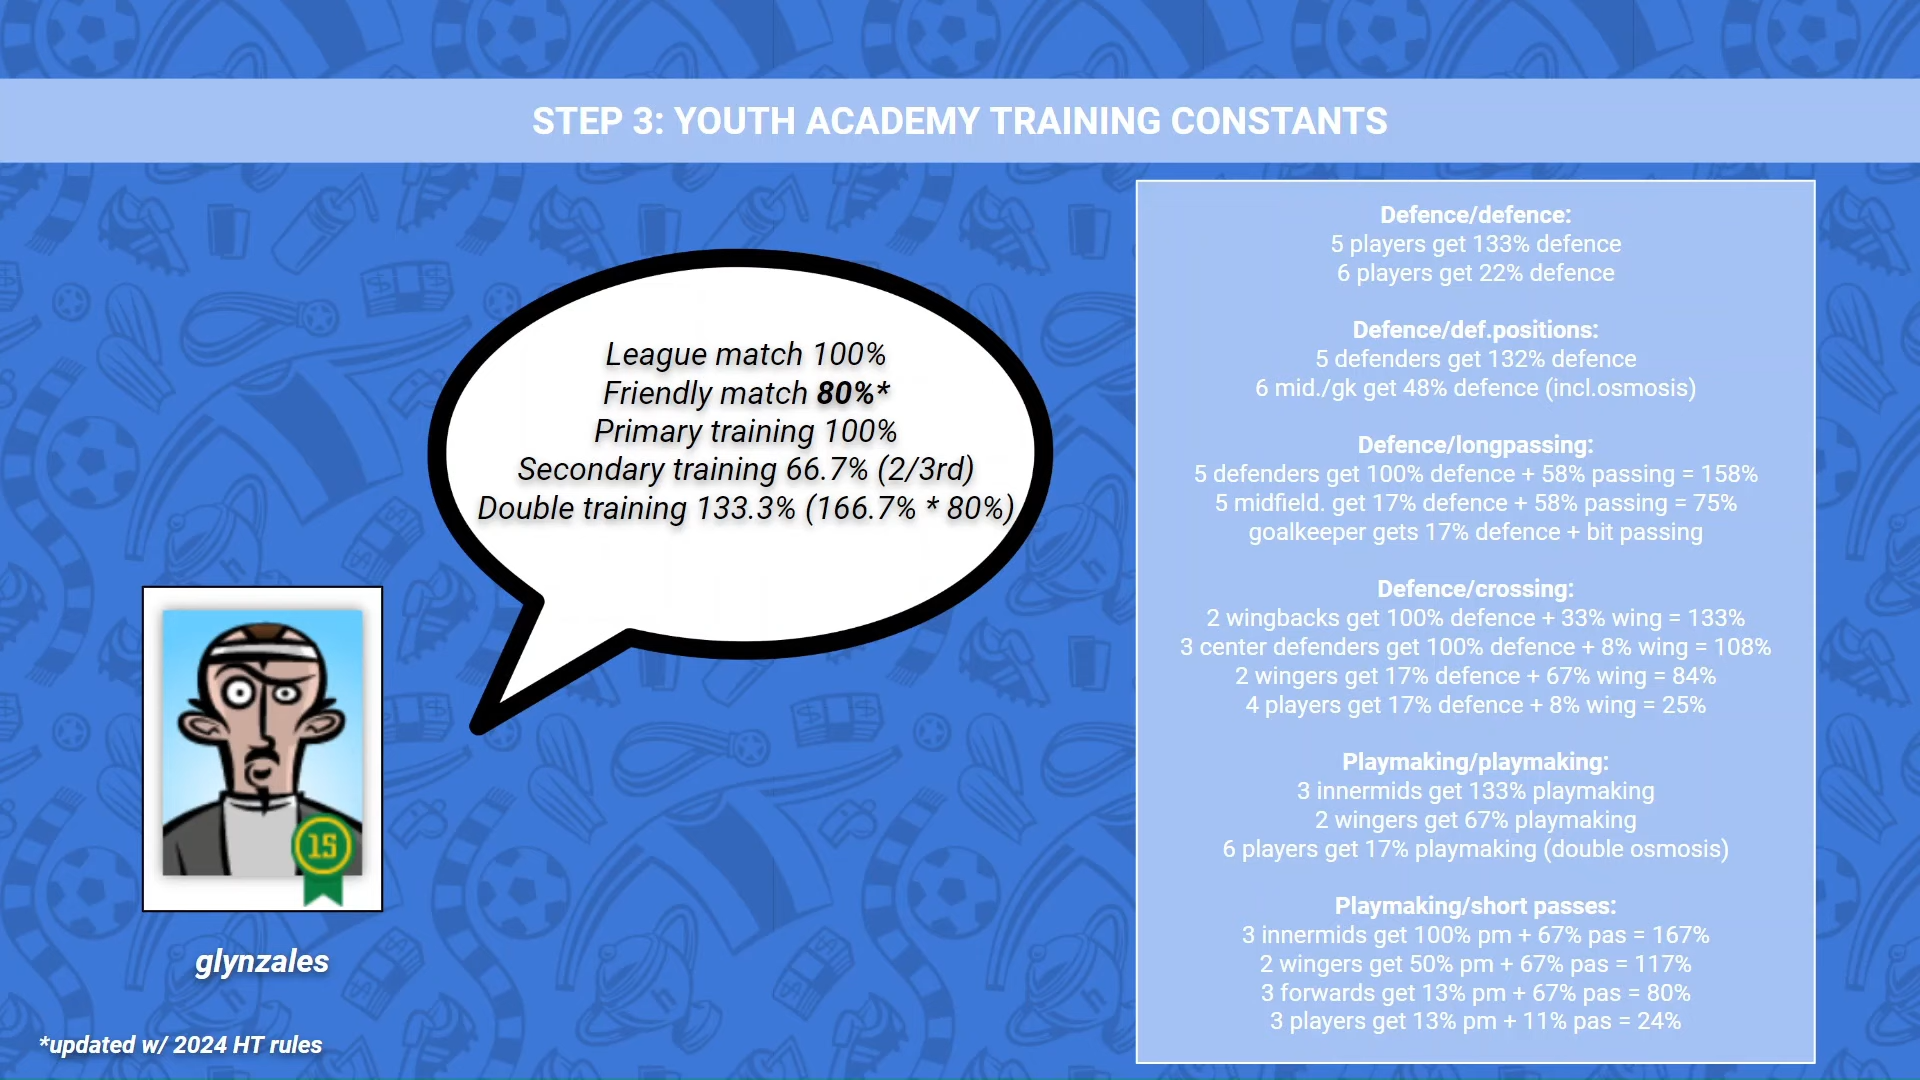 STEP 3: YOUTH ACADEMY TRAINING CONSTANTS
League match 100%
Friendly match 80%*
Primary training 100%
Secondary training 66.7% (2/3rd)
Double training 133.3% (166.7% * 80%)
15
glynzales
*updated w/ 2024 HT rules
Defence/defence:
5 players get 133% defence
6 players get 22% defence
Defence/def.positions:
5 defenders get 132% defence
6 mid./gk get 48% defence (incl.osmosis)
Defence/longpassing:
5 defenders get 100% defence + 58% passing = 158%
5 midfield. get 17% defence + 58% passing = 75%
goalkeeper gets 17% defence + bit passing
Defence/crossing:
2 wingbacks get 100% defence + 33% wing = 133%
3 center defenders get 100% defence + 8% wing = 108%
2 wingers get 17% defence + 67% wing = 84%
4 players get 17% defence + 8% wing = 25%
Playmaking/playmaking:
3 innermids get 133% playmaking
2 wingers get 67% playmaking
6 players get 17% playmaking (double osmosis)
Playmaking/short passes:
3 innermids get 100% pm + 67% pas = 167%
2 wingers get 50% pm + 67% pas = 117%
3 forwards get 13% pm + 67% pas = 80%
3 players get 13% pm + 11% pas = 24%